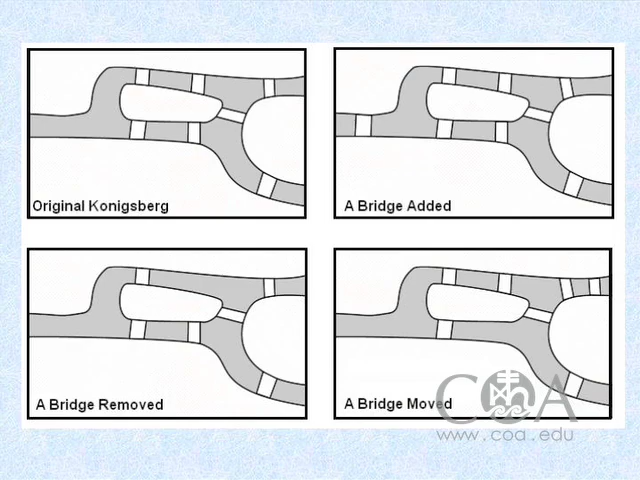 Original Konigsberg
A Bridge Added
A Bridge Removed
A Bridge Moved
COA
www.coa.edu